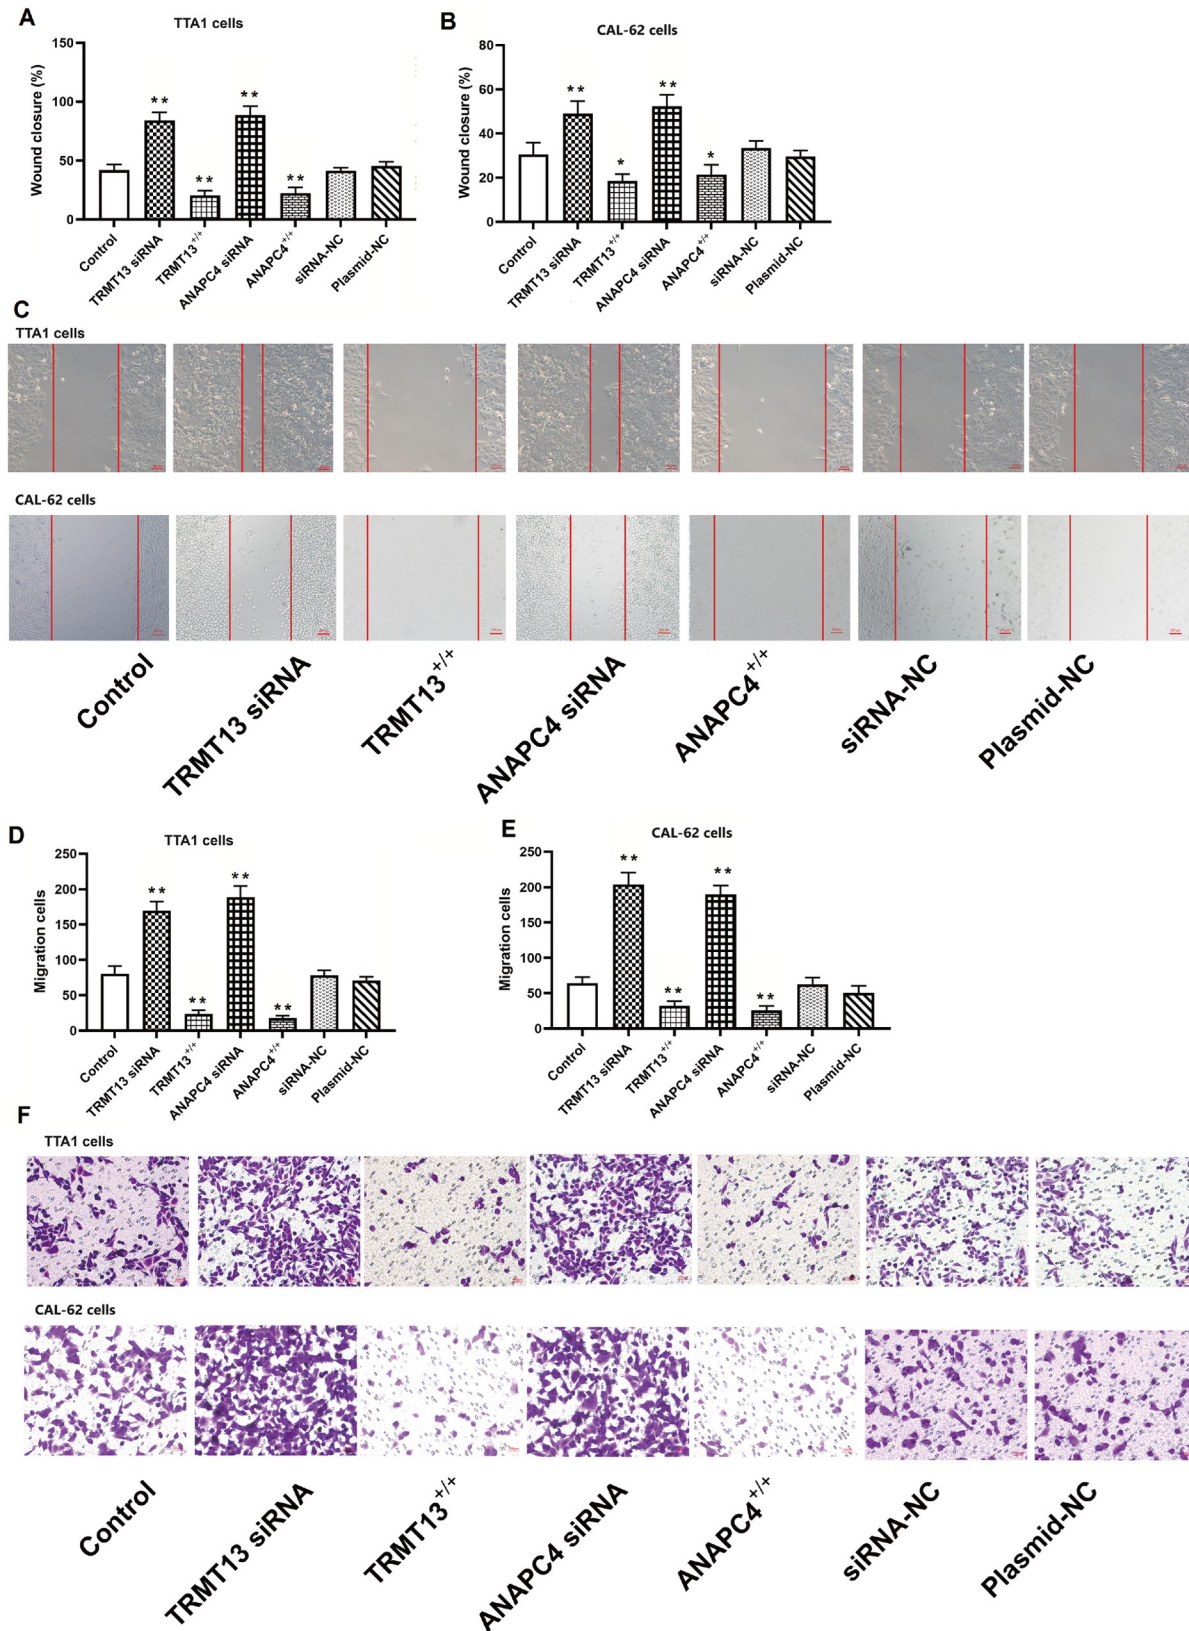 A
TTA1 cells
Wound closure (%)
150
100
50
0
**
**
**
**
Control
TRMT13 siRNA
TRMT13+/+
ANAPC4 siRNA
ANAPC4+/+
siRNA-NC
Plasmid-NC
B
CAL-62 cells
Wound closure (%)
80
60
40
20
0
**
*
**
*
Control
TRMT13 siRNA
TRMT13+/+
ANAPC4 siRNA
ANAPC4+/+
siRNA-NC
Plasmid-NC
C
TTA1 cells
CAL-62 cells
Control
TRMT13 siRNA
TRMT13+/+
ANAPC4 siRNA
ANAPC4+/+
siRNA-NC
Plasmid-NC
D
TTA1 cells
Migration cells
250
200
150
100
50
0
**
**
**
**
Control
TRMT13 siRNA
TRMT13+/+
ANAPC4 siRNA
ANAPC4+/+
siRNA-NC
Plasmid-NC
E
CAL-62 cells
Migration cells
250
200
150
100
50
0
**
**
**
**
Control
TRMT13 siRNA
TRMT13+/+
ANAPC4 siRNA
ANAPC4+/+
siRNA-NC
Plasmid-NC
F
TTA1 cells
CAL-62 cells
Control
TRMT13 siRNA
TRMT13+/+
ANAPC4 siRNA
ANAPC4+/+
siRNA-NC
Plasmid-NC